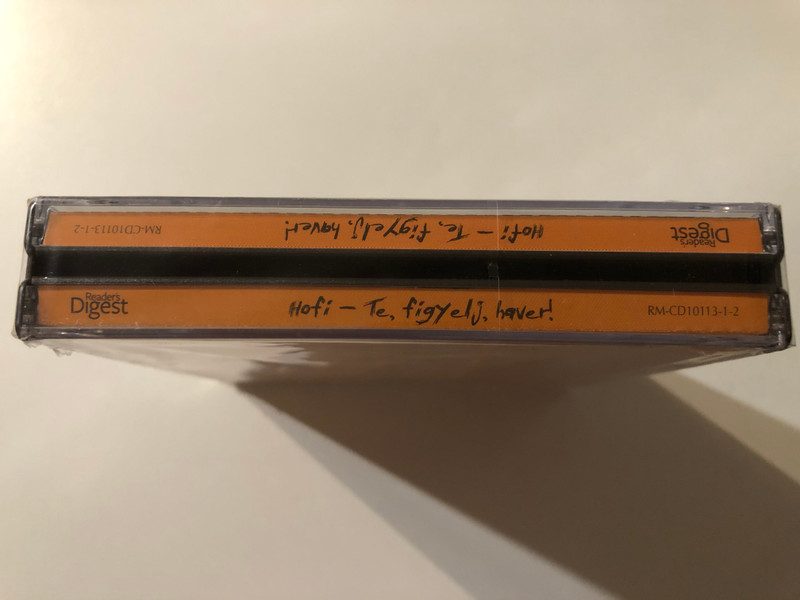 RM-CD10113-1-2 Hofi – Te, figyelj, haver! Reader's Digest
Reader's Digest Hofi – Te, figyelj, haver! RM-CD10113-1-2